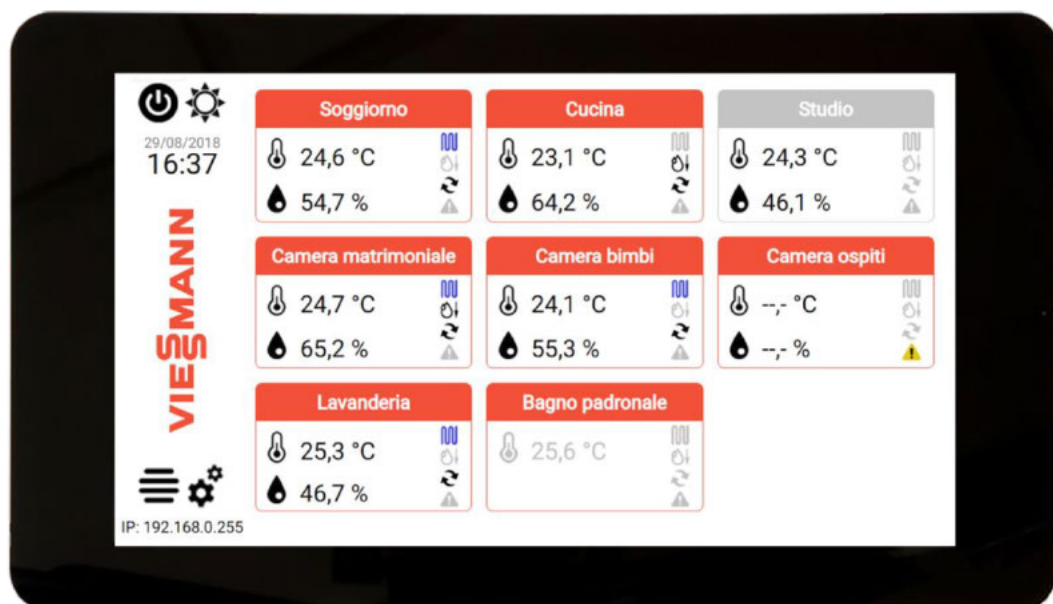 29/08/2018
16:37
VIESMANN
IP: 192.168.0.255
Soggiorno
24,6 °C
54,7 %
Cucina
23,1 °C
64,2 %
Studio
24,3 °C
46,1 %
Camera matrimoniale
24,7 °C
65,2 %
Camera bimbi
24,1 °C
55,3 %
Camera ospiti
--,- °C
--,- %
Lavanderia
25,3 °C
46,7 %
Bagno padronale
25,6 °C